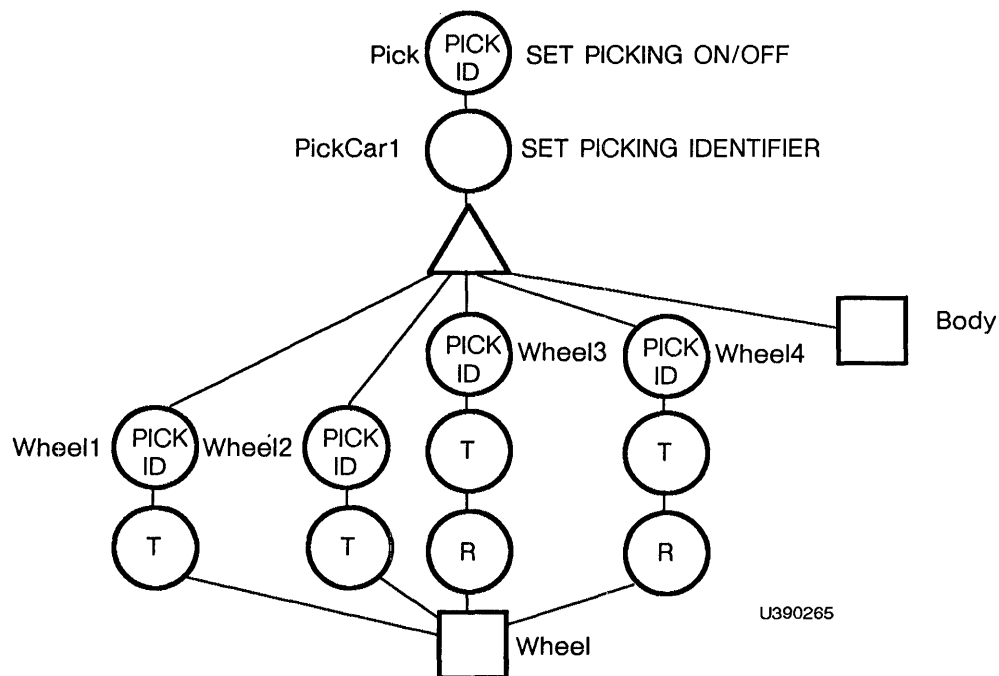 Pick PICK ID SET PICKING ON/OFF
PickCar1 SET PICKING IDENTIFIER
PICK ID Wheel3
PICK ID Wheel4
Body
Wheel1 PICK ID
Wheel2 PICK ID
T
T
T
T
R
R
U390265
Wheel